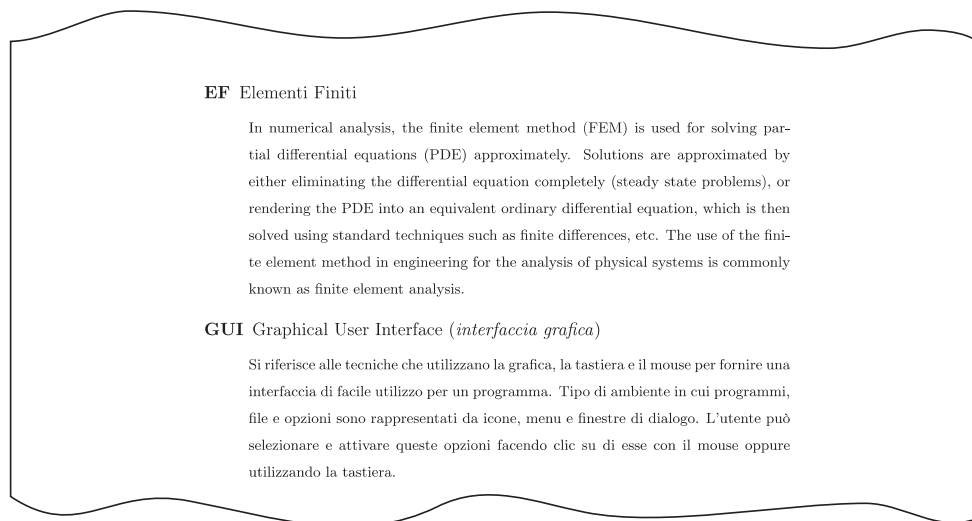 EF Elementi Finiti
In numerical analysis, the finite element method (FEM) is used for solving par-
tial differential equations (PDE) approximately. Solutions are approximated by
either eliminating the differential equation completely (steady state problems), or
rendering the PDE into an equivalent ordinary differential equation, which is then
solved using standard techniques such as finite differences, etc. The use of the fini-
te element method in engineering for the analysis of physical systems is commonly
known as finite element analysis.
GUI Graphical User Interface (interfaccia grafica)
Si riferisce alle tecniche che utilizzano la grafica, la tastiera e il mouse per fornire una
interfaccia di facile utilizzo per un programma. Tipo di ambiente in cui programmi,
file e opzioni sono rappresentati da icone, menu e finestre di dialogo. L'utente può
selezionare e attivare queste opzioni facendo clic su di esse con il mouse oppure
utilizzando la tastiera.